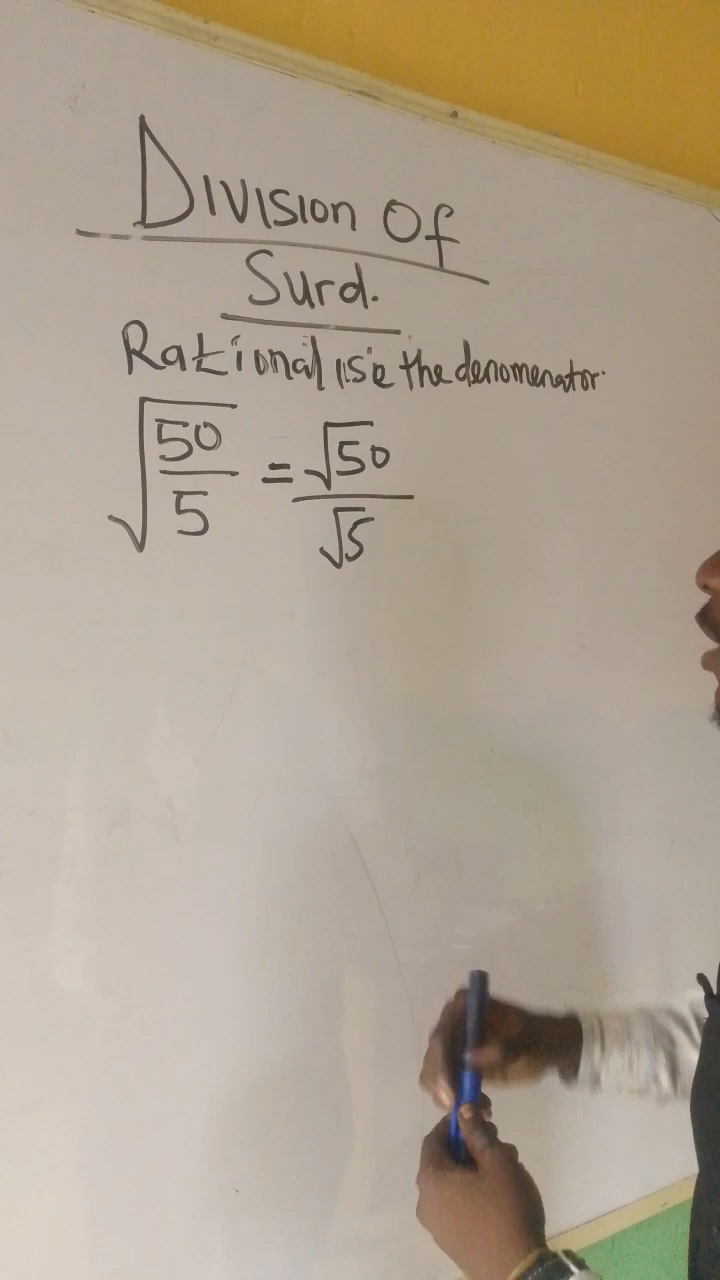 Division Of
Surd.
Rationalise the denomenator.
√(50/5) = √50/√5